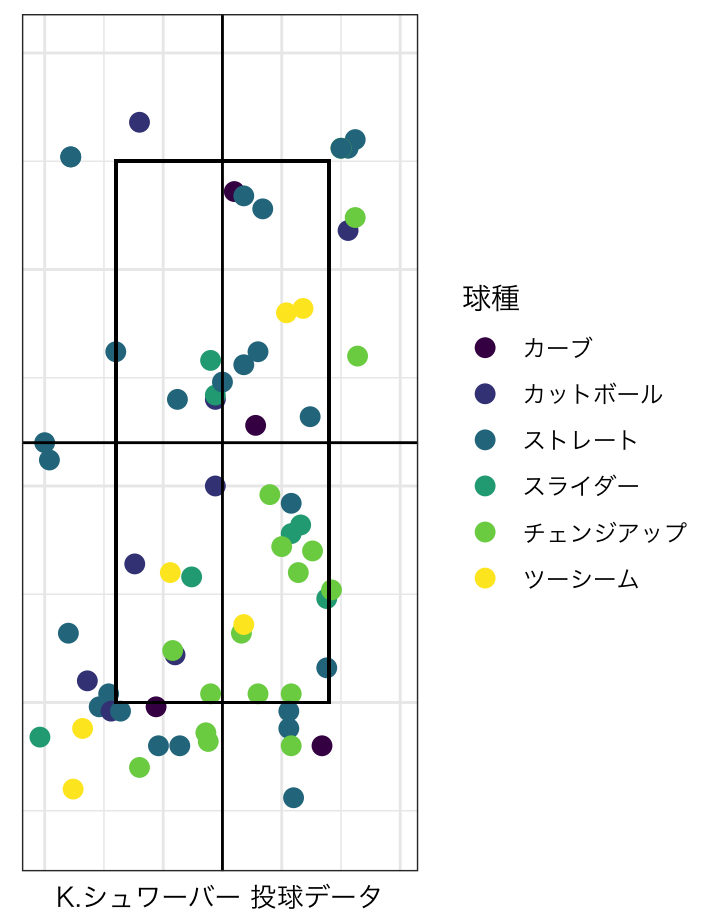 球種
カーブ
カットボール
ストレート
スライダー
チェンジアップ
ツーシーム
K.シュワーバー 投球データ